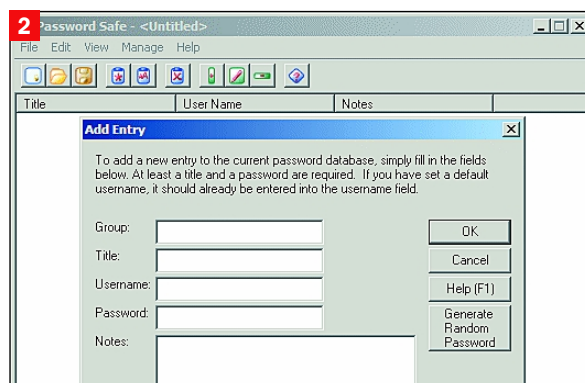 2
Password Safe - <Untitled>
File Edit View Manage Help
Title User Name Notes
Add Entry
To add a new entry to the current password database, simply fill in the fields
below. At least a title and a password are required. If you have set a default
username, it should already be entered into the username field.
Group:
OK
Title:
Cancel
Username:
Help (F1)
Password:
Generate
Random
Password
Notes: